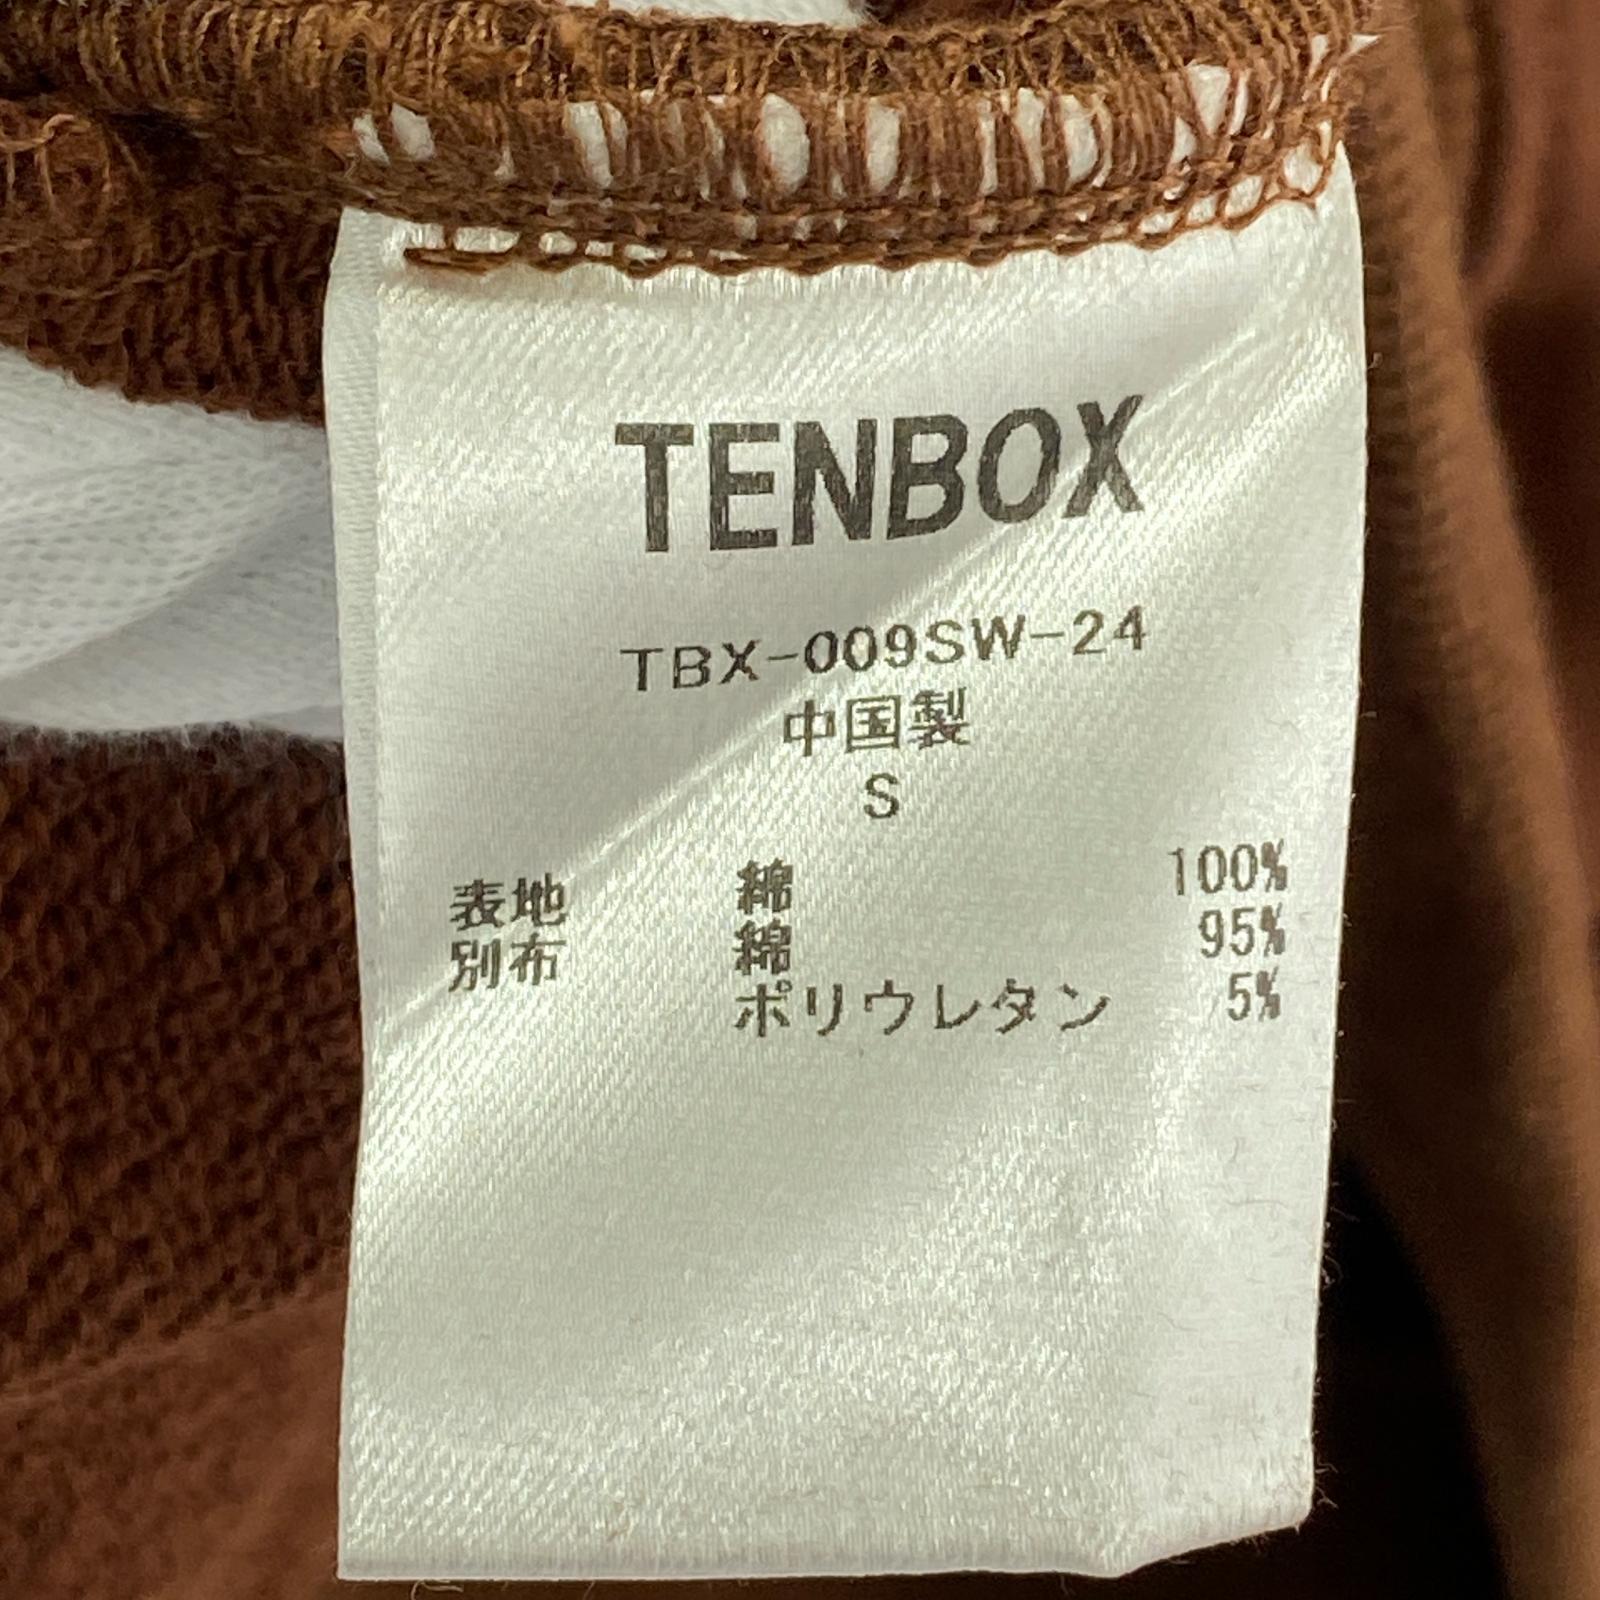 TENBOX
TBX-009SW-24
中国製
S
表地 綿 100%
別布 綿 95%
ポリウレタン 5%